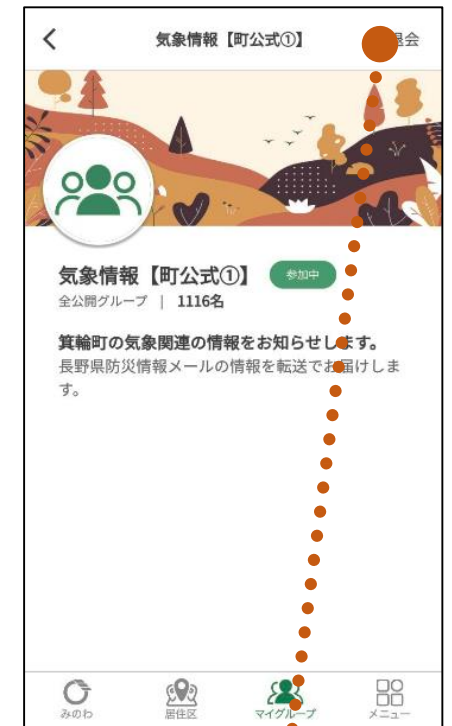 気象情報【町公式①】
退会
気象情報【町公式①】 参加中
全公開グループ | 1116名
箕輪町の気象関連の情報をお知らせします。
長野県防災情報メールの情報を転送でお届けしま
す。
みのわ 居住区 マイグループ メニュー